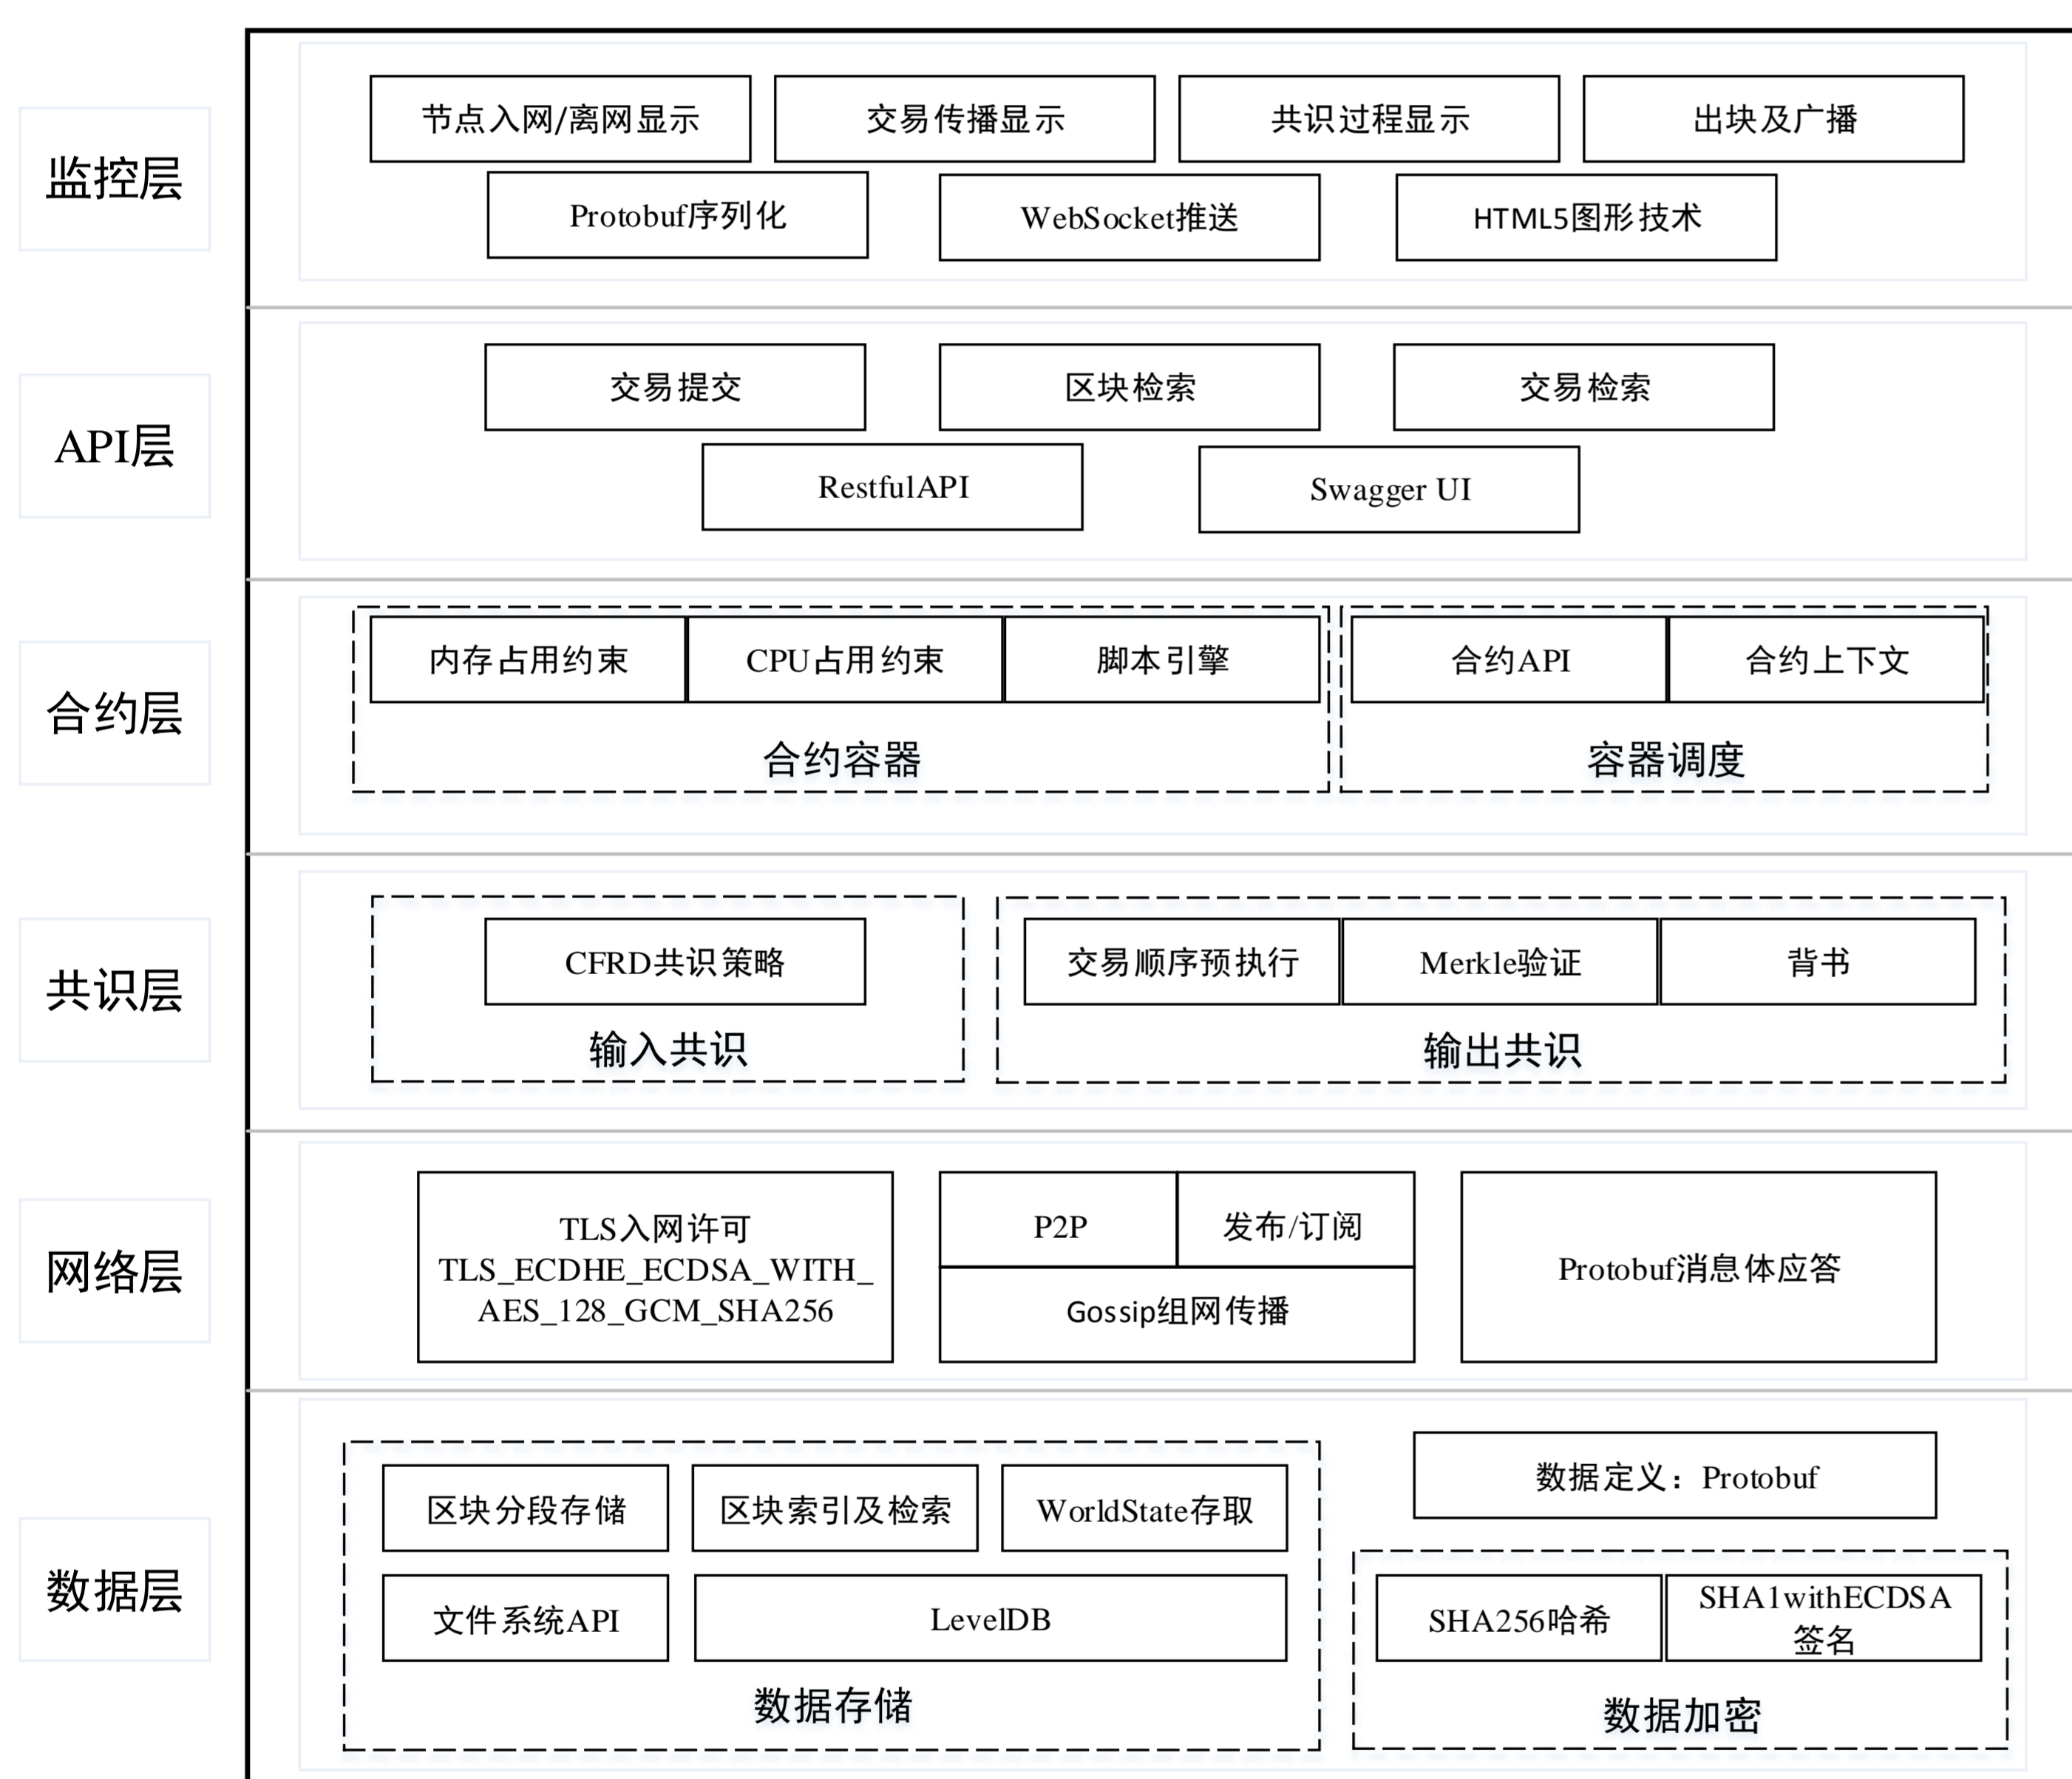 监控层
节点入网/离网显示
交易传播显示
共识过程显示
出块及广播
Protobuf序列化
WebSocket推送
HTML5图形技术
API层
交易提交
区块检索
交易检索
RestfulAPI
Swagger UI
合约层
内存占用约束
CPU占用约束
脚本引擎
合约容器
合约API
合约上下文
容器调度
共识层
CFRD共识策略
输入共识
交易顺序预执行
Merkle验证
背书
输出共识
网络层
TLS入网许可
TLS_ECDHE_ECDSA_WITH_
AES_128_GCM_SHA256
P2P
发布/订阅
Gossip组网传播
Protobuf消息体应答
数据层
区块分段存储
区块索引及检索
WorldState存取
文件系统API
LevelDB
数据存储
数据定义：Protobuf
SHA256哈希
SHA1withECDSA
签名
数据加密